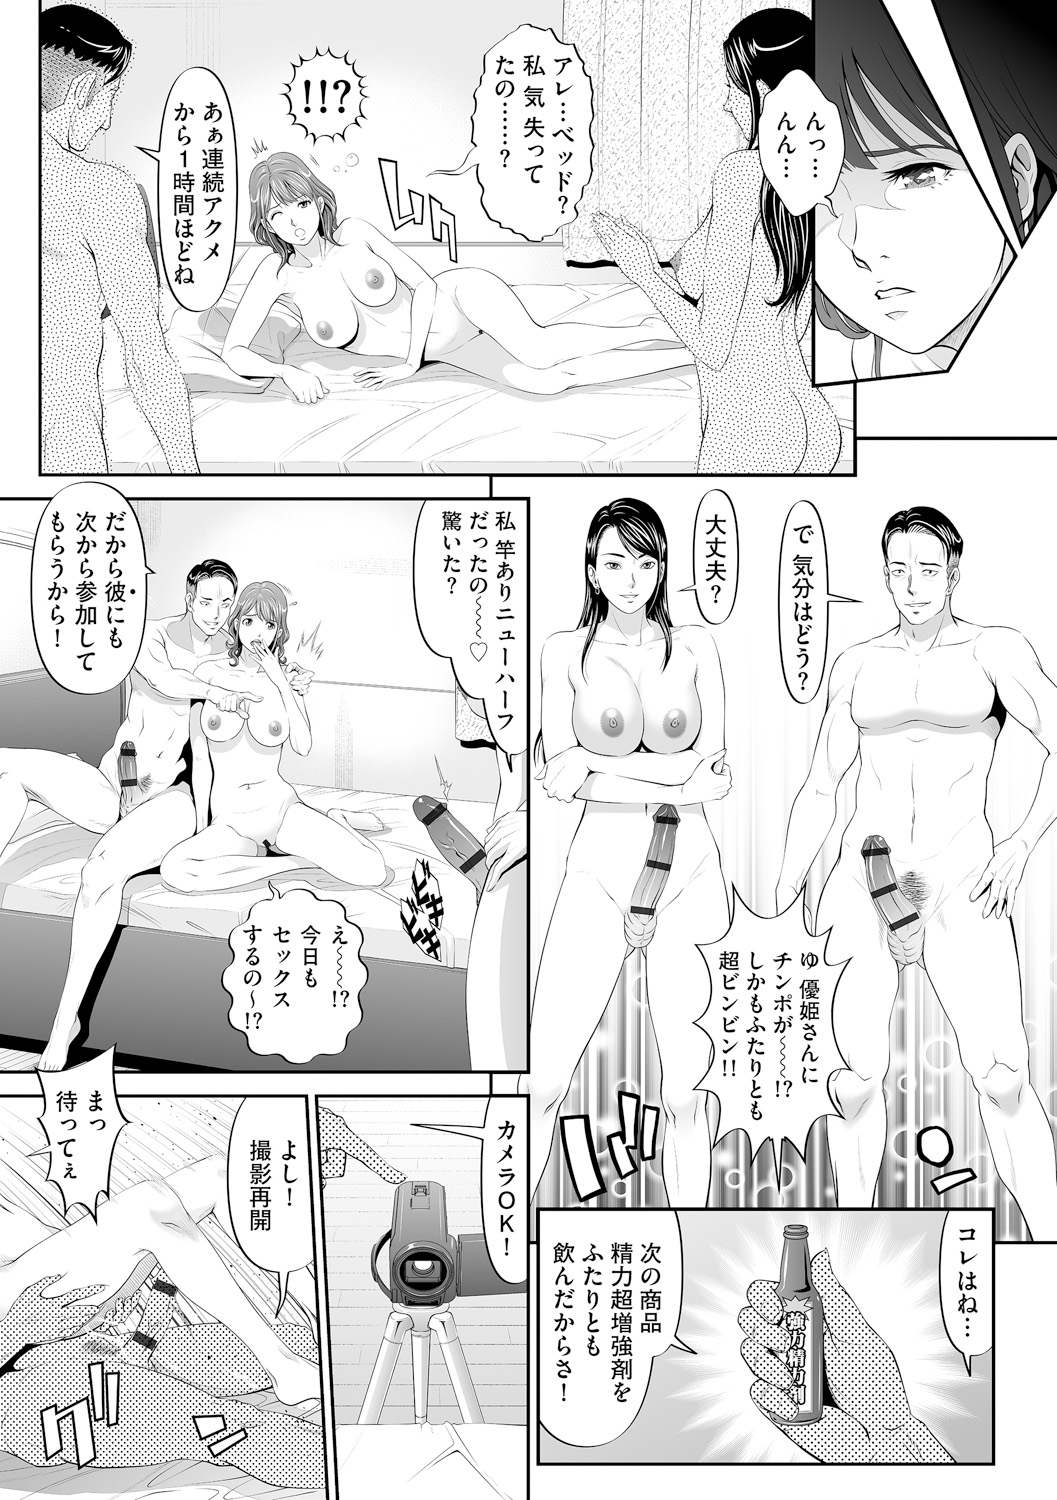 んっ…
んん…
アレ…ベッド？
私 気 失って
たの……？
!!?
あぁ連続アクメ
から1時間ほどね
むくっ
で 気分はどう？
大丈夫？
ゆ 優姫さんに
チンポが〜〜〜!?
しかもふたりとも
超ビンビン!!
私 竿ありニューハーフ
だったの〜〜〜♡
驚いた？
だから彼にも
次から参加して
もらうから！
え〜〜〜!?
今日も
セックス
するの〜!?
コレはね…
強力精力剤
次の商品
精力超増強剤を
ふたりとも
飲んだからさ！
カメラOK！
よし！
撮影再開
まっ
待ってぇ